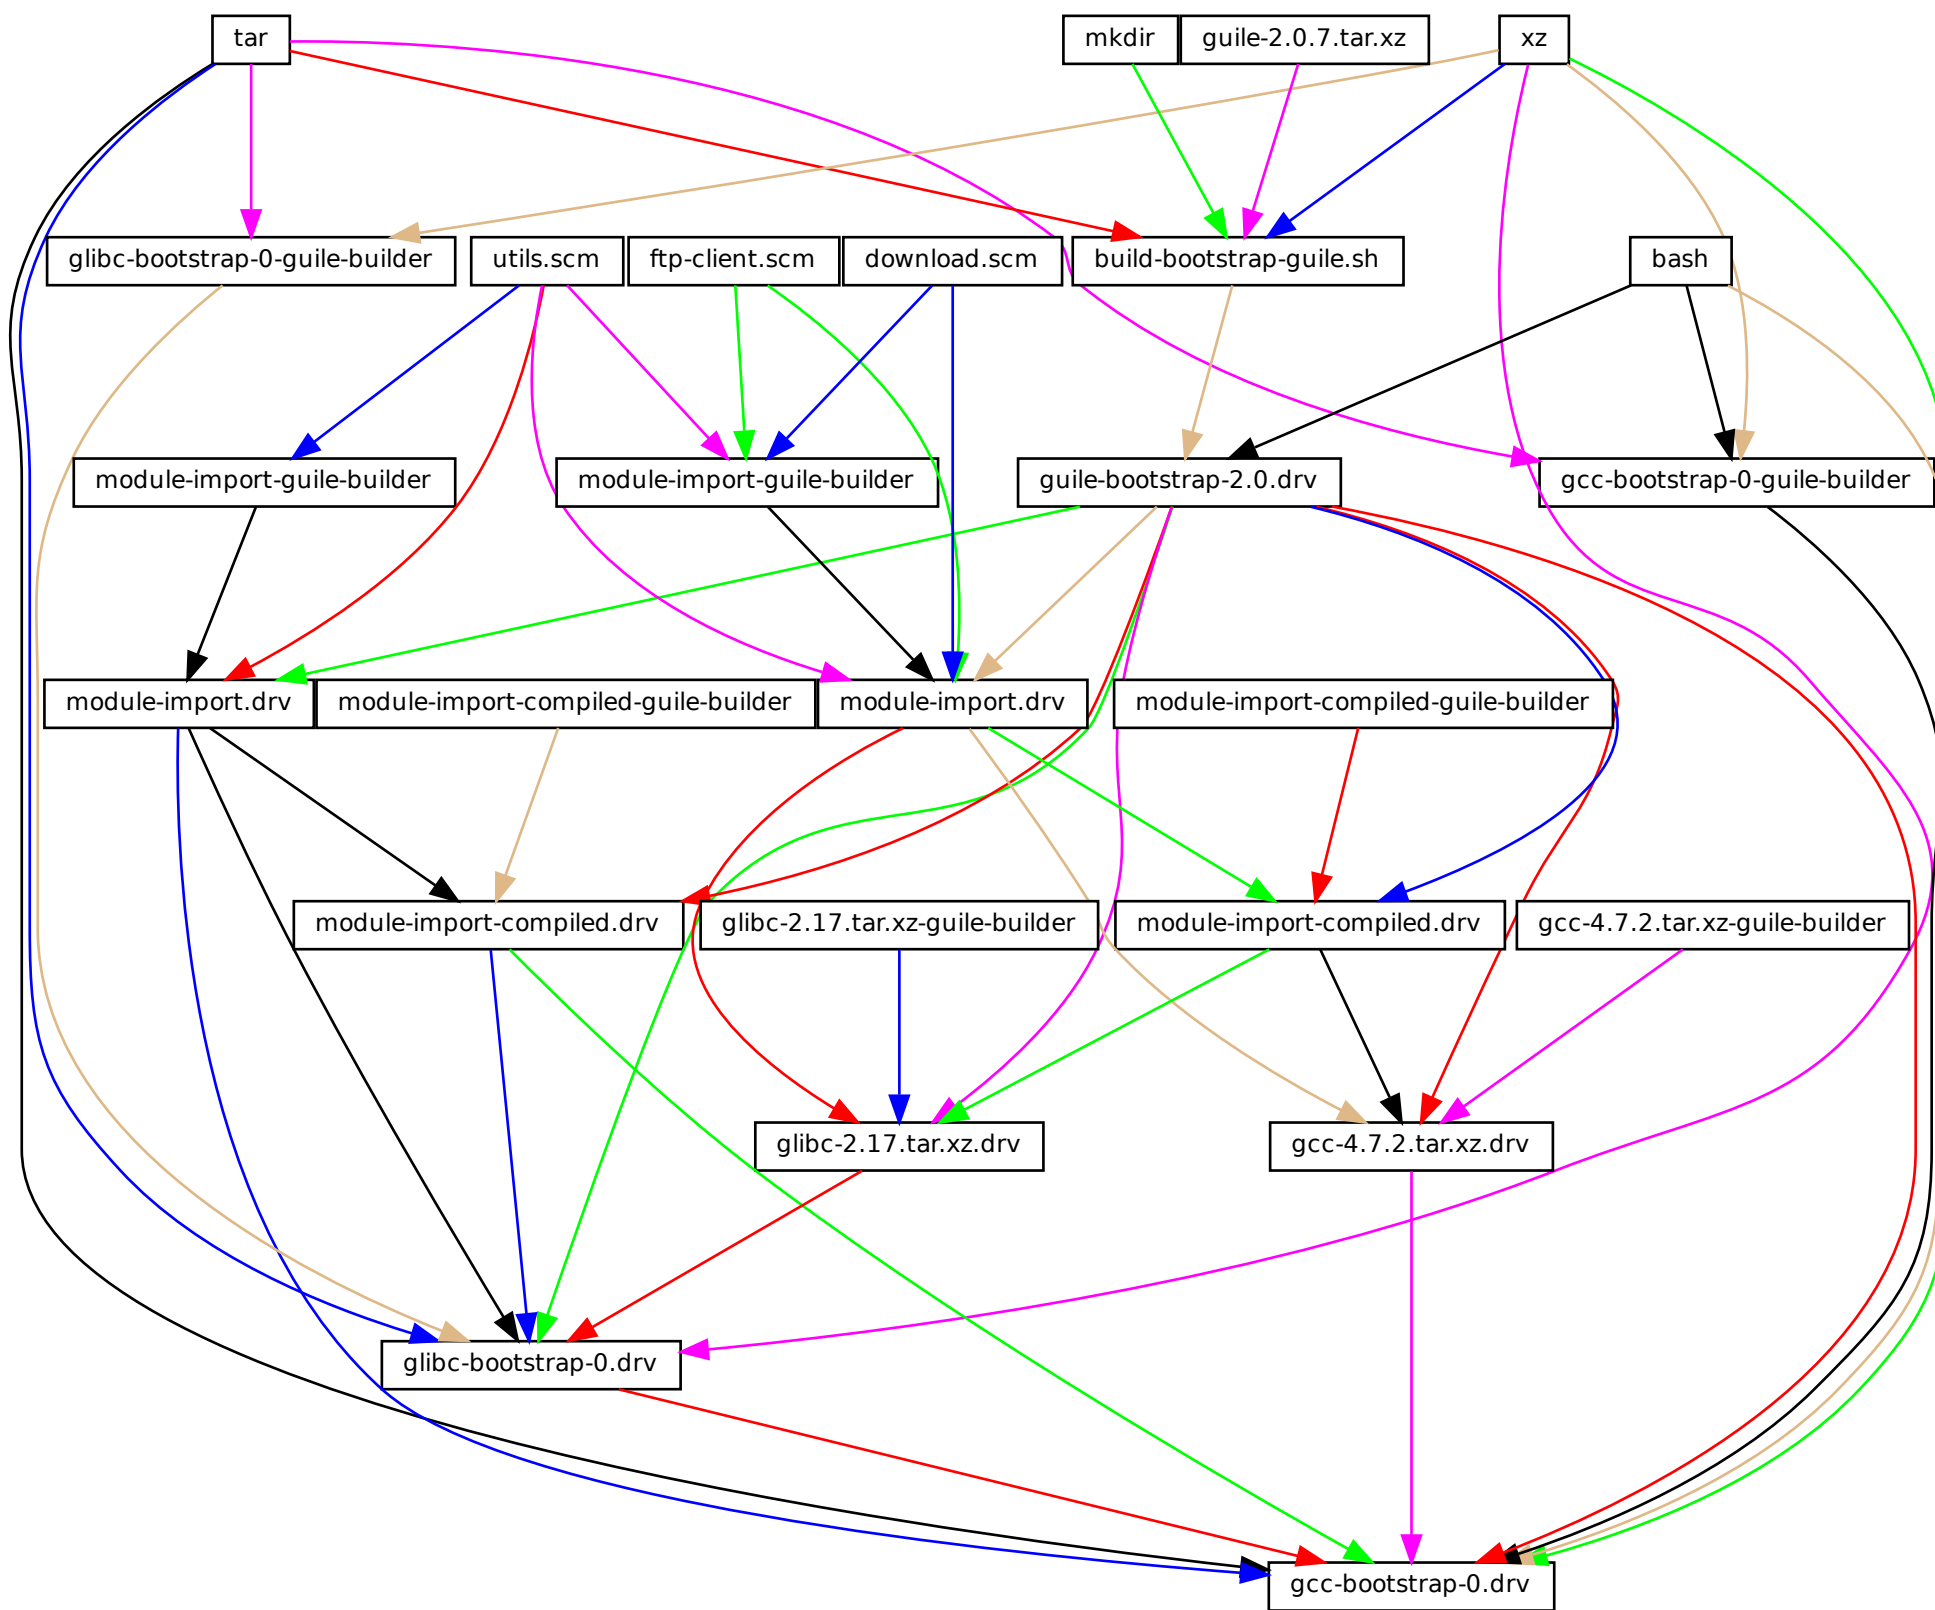 tar
mkdir
guile-2.0.7.tar.xz
xz
glibc-bootstrap-0-guile-builder
utils.scm
ftp-client.scm
download.scm
build-bootstrap-guile.sh
bash
module-import-guile-builder
module-import-guile-builder
guile-bootstrap-2.0.drv
gcc-bootstrap-0-guile-builder
module-import.drv
module-import-compiled-guile-builder
module-import.drv
module-import-compiled-guile-builder
module-import-compiled.drv
glibc-2.17.tar.xz-guile-builder
module-import-compiled.drv
gcc-4.7.2.tar.xz-guile-builder
glibc-2.17.tar.xz.drv
gcc-4.7.2.tar.xz.drv
glibc-bootstrap-0.drv
gcc-bootstrap-0.drv